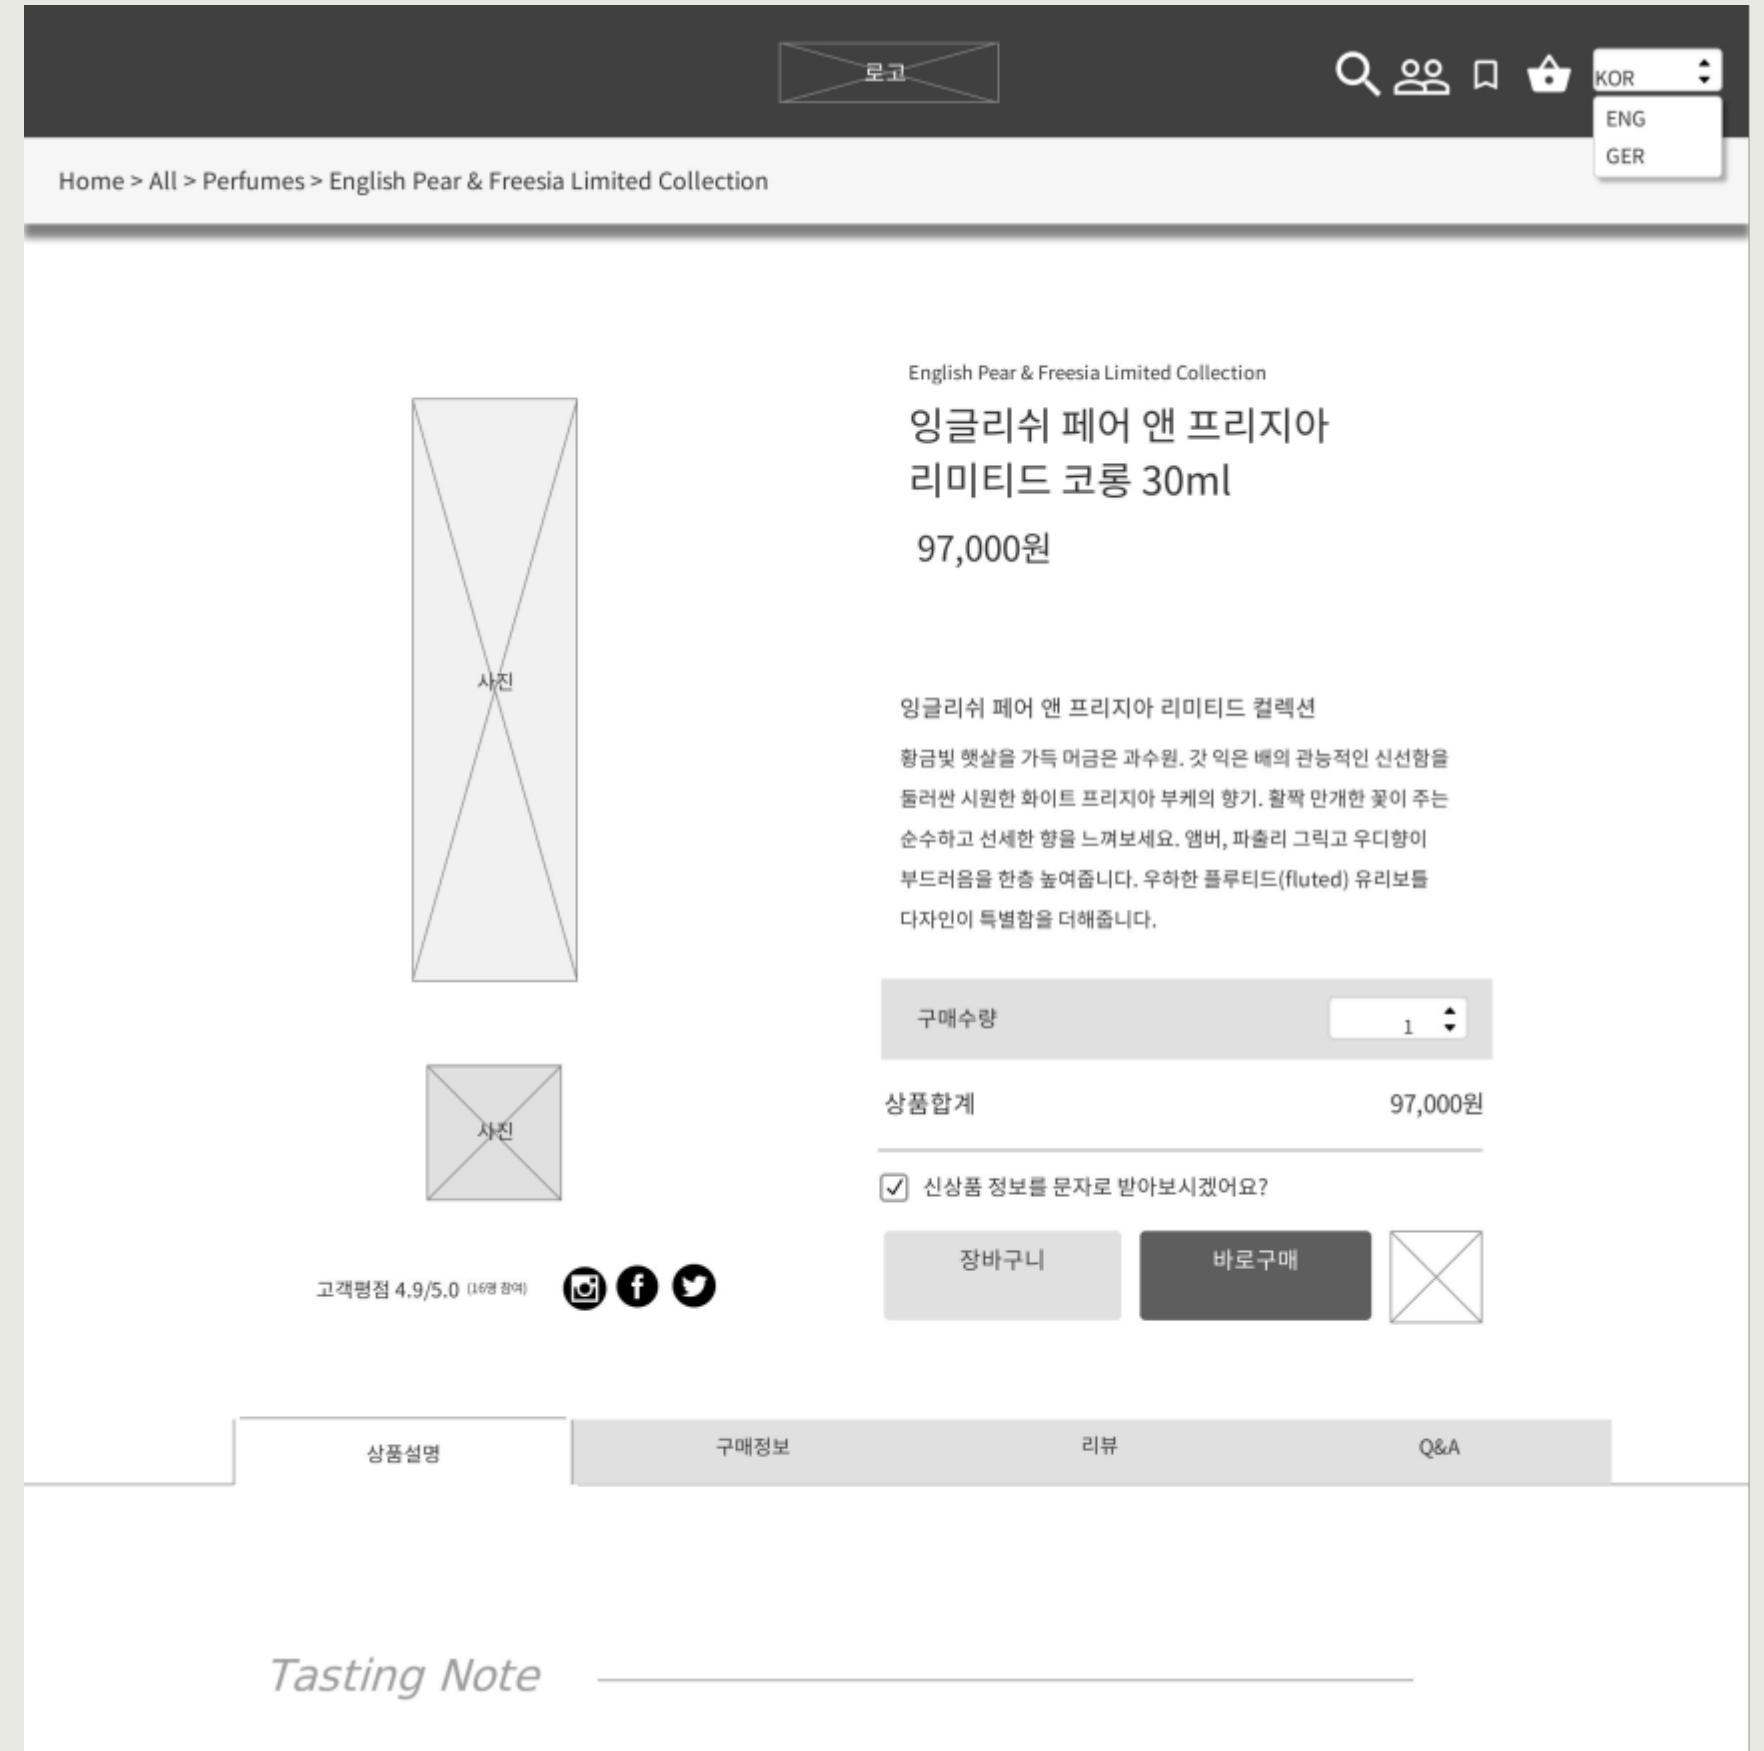 로고
KOR
ENG
GER
Home > All > Perfumes > English Pear & Freesia Limited Collection
English Pear & Freesia Limited Collection
잉글리쉬 페어 앤 프리지아
리미티드 코롱 30ml
97,000원
사진
잉글리쉬 페어 앤 프리지아 리미티드 컬렉션
황금빛 햇살을 가득 머금은 과수원. 갓 익은 배의 관능적인 신선함을
둘러싼 시원한 화이트 프리지아 부케의 향기. 활짝 만개한 꽃이 주는
순수하고 선세한 향을 느껴보세요. 앰버, 파출리 그릭고 우디향이
부드러음을 한층 높여줍니다. 우하한 플루티드(fluted) 유리보틀
다자인이 특별함을 더해줍니다.
구매수량
1
사진
상품합계 97,000원
신상품 정보를 문자로 받아보시겠어요?
장바구니 바로구매
고객평점 4.9/5.0 (16명 참여)
상품설명 구매정보 리뷰 Q&A
Tasting Note